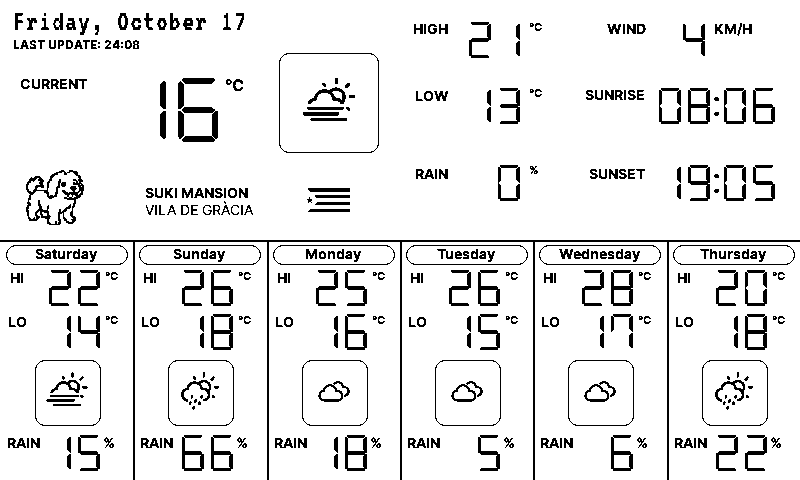 Friday, October 17
LAST UPDATE: 24:08
CURRENT 16 °C
HIGH 21 °C
LOW 13 °C
RAIN 0 %
WIND 4 KM/H
SUNRISE 08:06
SUNSET 19:05
SUKI MANSION
VILA DE GRÀCIA
Saturday
HI 22 °C
LO 14 °C
RAIN 15 %
Sunday
HI 26 °C
LO 18 °C
RAIN 66 %
Monday
HI 25 °C
LO 16 °C
RAIN 18 %
Tuesday
HI 26 °C
LO 15 °C
RAIN 5 %
Wednesday
HI 28 °C
LO 17 °C
RAIN 6 %
Thursday
HI 20 °C
LO 18 °C
RAIN 22 %